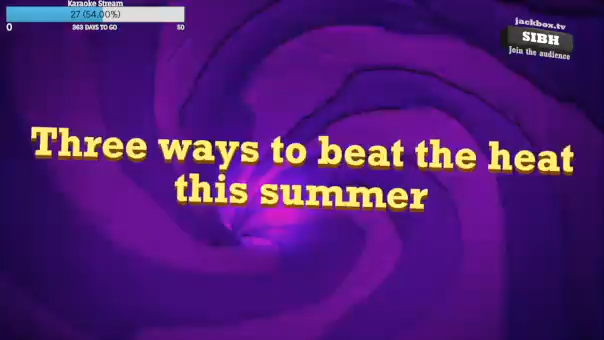 Karaoke Stream
27 (54.00%)
0 363 DAYS TO GO 50
jackbox.tv
SIBH
Join the audience
Three ways to beat the heat
this summer